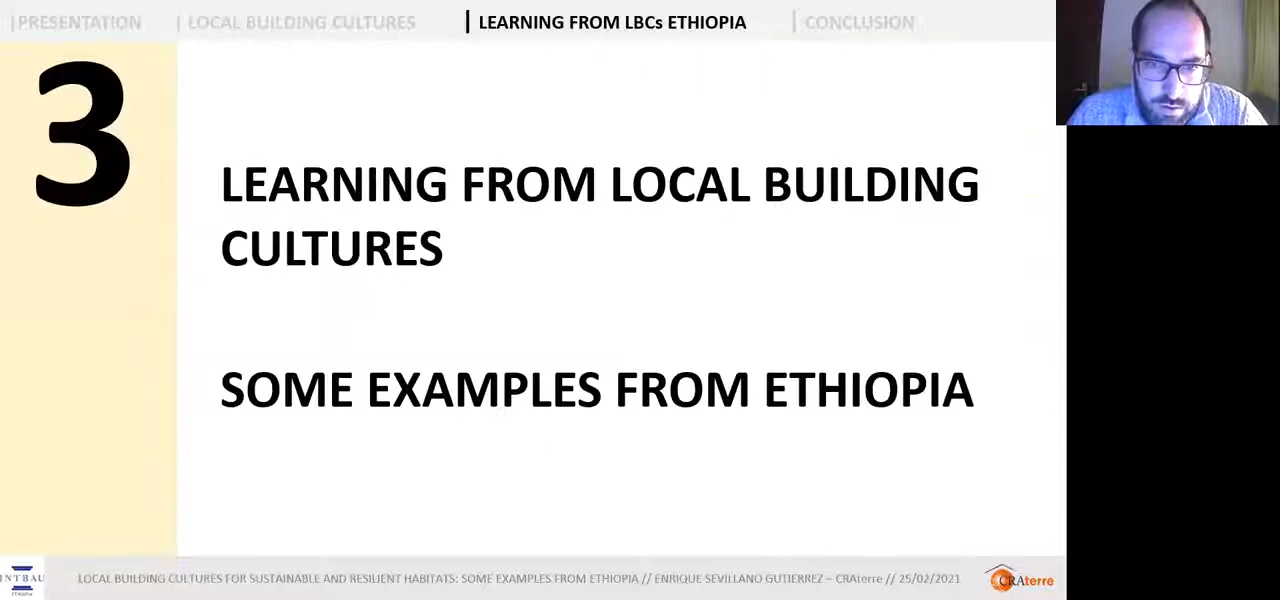 |PRESENTATION | LOCAL BUILDING CULTURES | LEARNING FROM LBCs ETHIOPIA | CONCLUSION
3
LEARNING FROM LOCAL BUILDING
CULTURES
SOME EXAMPLES FROM ETHIOPIA
INTBAU
LOCAL BUILDING CULTURES FOR SUSTAINABLE AND RESILIENT HABITATS: SOME EXAMPLES FROM ETHIOPIA // ENRIQUE SEVILLANO GUTIERREZ – CRAterre // 25/02/2021
CRAterre